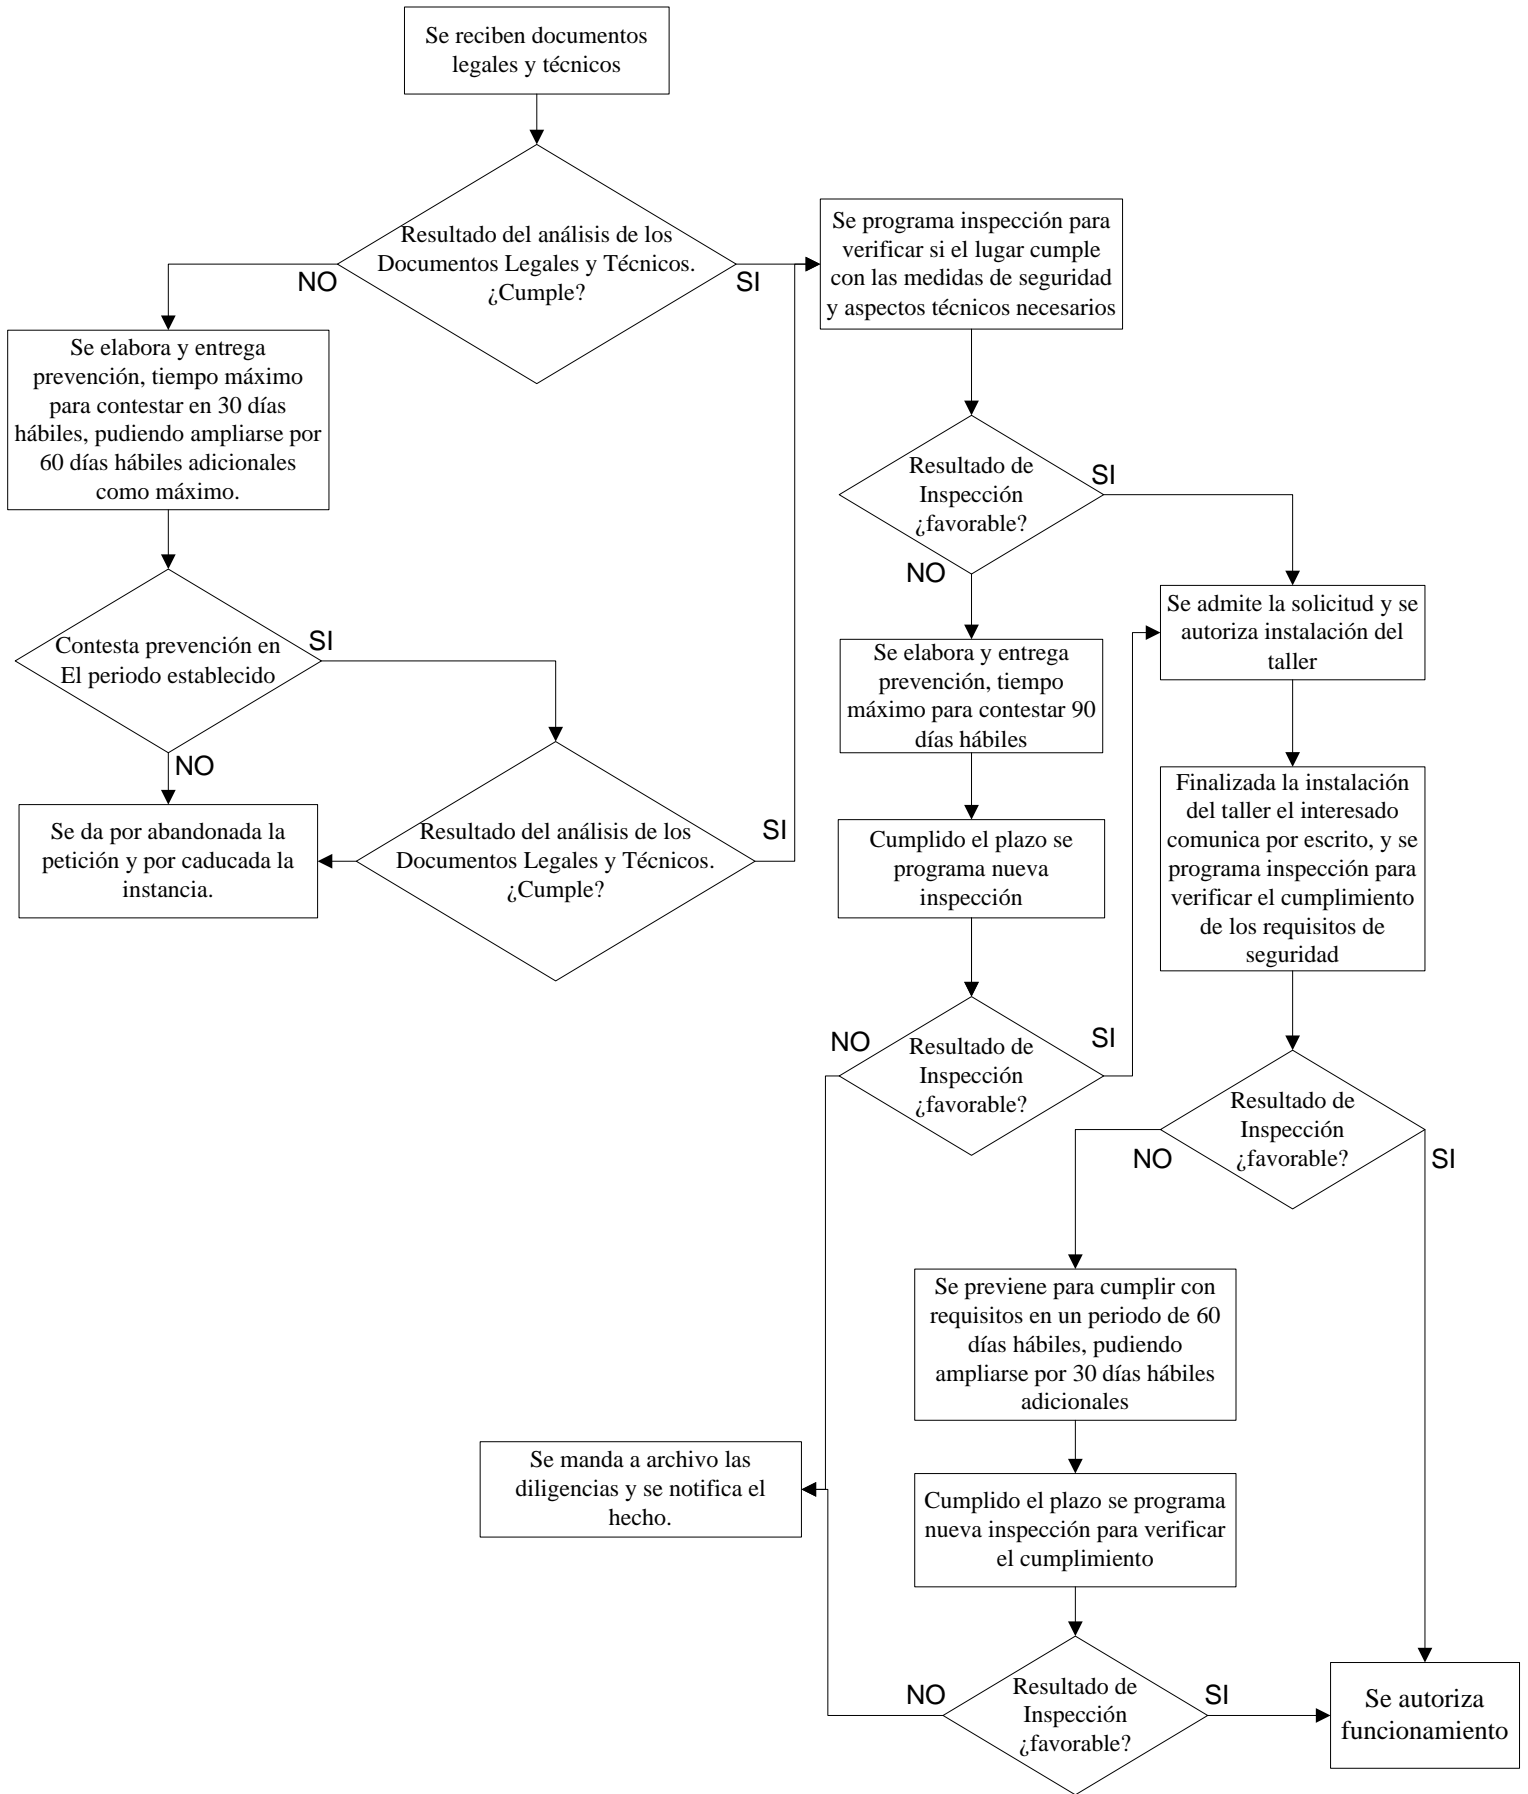 Se reciben documentos
legales y técnicos
Resultado del análisis de los
Documentos Legales y Técnicos.
¿Cumple?
NO
SI
Se programa inspección para
verificar si el lugar cumple
con las medidas de seguridad
y aspectos técnicos necesarios
Se elabora y entrega
prevención, tiempo máximo
para contestar en 30 días
hábiles, pudiendo ampliarse por
60 días hábiles adicionales
como máximo.
Resultado de
Inspección
¿favorable?
SI
NO
Contesta prevención en
El periodo establecido
SI
NO
Se admite la solicitud y se
autoriza instalación del
taller
Se elabora y entrega
prevención, tiempo
máximo para contestar 90
días hábiles
Se da por abandonada la
petición y por caducada la
instancia.
Resultado del análisis de los
Documentos Legales y Técnicos.
¿Cumple?
SI
Cumplido el plazo se
programa nueva
inspección
Finalizada la instalación
del taller el interesado
comunica por escrito, y se
programa inspección para
verificar el cumplimiento
de los requisitos de
seguridad
NO
Resultado de
Inspección
¿favorable?
SI
Resultado de
Inspección
¿favorable?
NO
SI
Se previene para cumplir con
requisitos en un periodo de 60
días hábiles, pudiendo
ampliarse por 30 días hábiles
adicionales
Se manda a archivo las
diligencias y se notifica el
hecho.
Cumplido el plazo se programa
nueva inspección para verificar
el cumplimiento
NO
Resultado de
Inspección
¿favorable?
SI
Se autoriza
funcionamiento